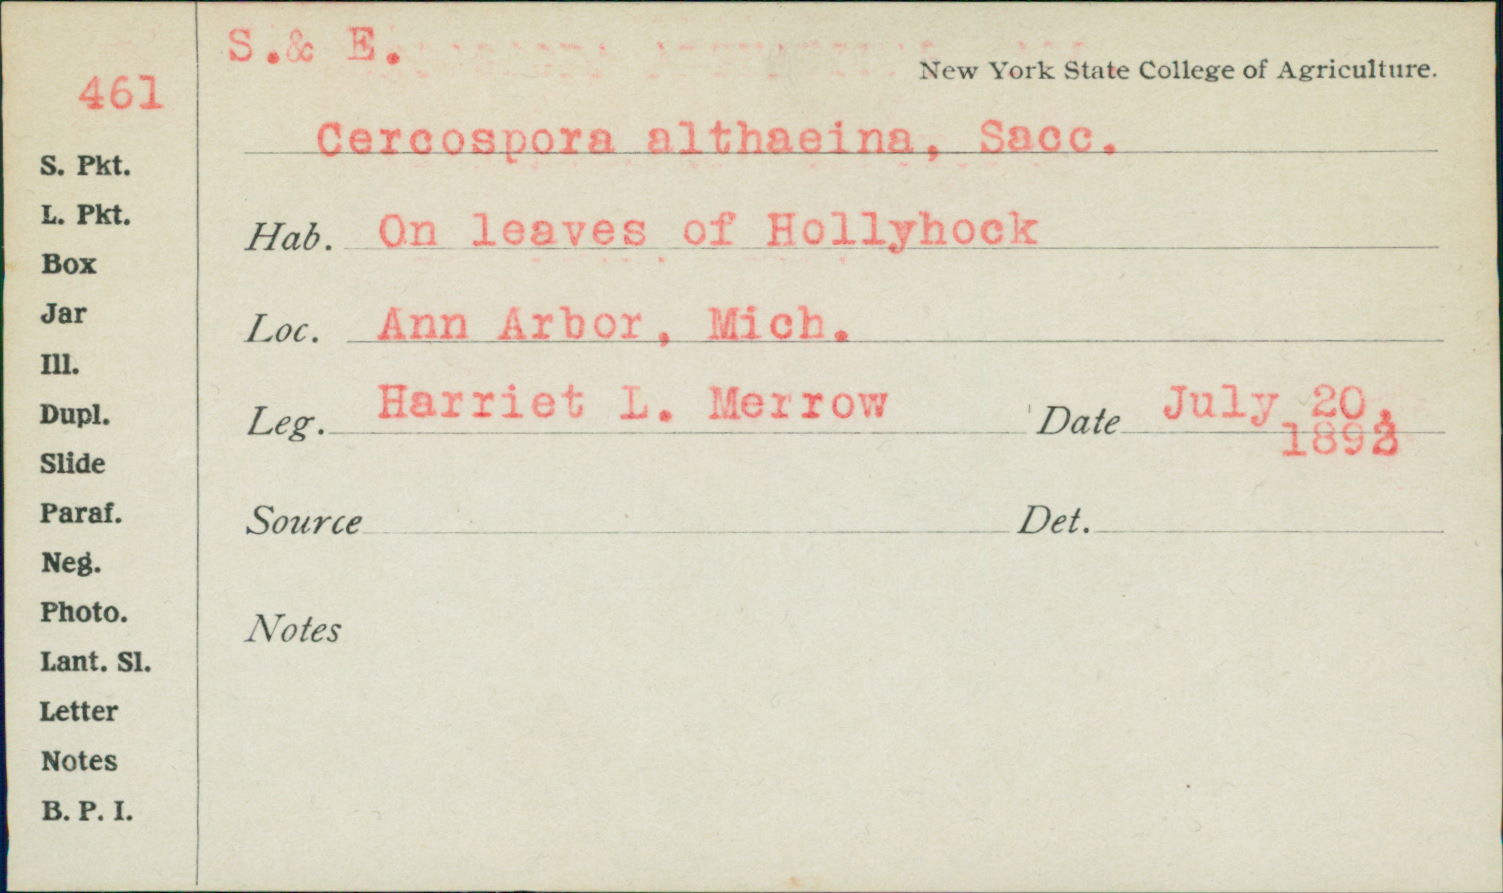 S.& E.
New York State College of Agriculture.
461
Cercospora althaeina, Sacc.
Hab. On leaves of Hollyhock
Loc. Ann Arbor, Mich.
Leg. Harriet L. Merrow Date July 20,
Source Det.
Notes
S. Pkt.
L. Pkt.
Box
Jar
Ill.
Dupl.
Slide
Paraf.
Neg.
Photo.
Lant. Sl.
Letter
Notes
B. P. I.